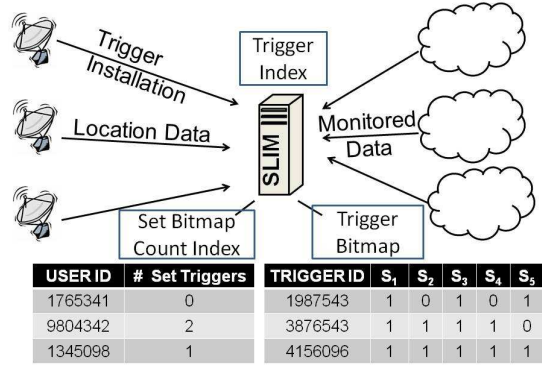 Trigger
Installation
Trigger
Index
Location Data
SLIM
Monitored
Data
Set Bitmap
Count Index
Trigger
Bitmap
USER ID # Set Triggers
1765341 0
9804342 2
1345098 1
TRIGGER ID S₁ S₂ S₃ S₄ S₅
1987543 1 0 1 0 1
3876543 1 1 1 1 0
4156096 1 1 1 1 1